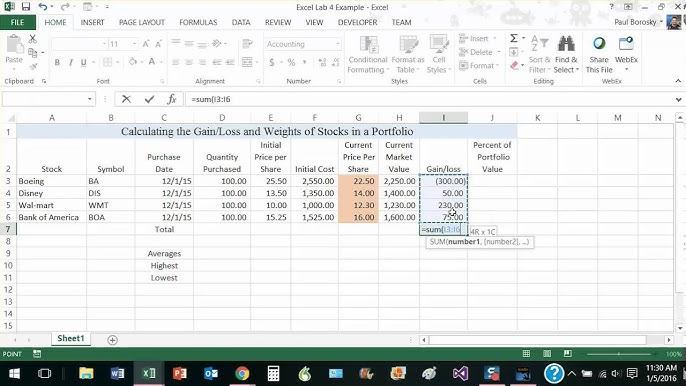 Excel Lab 4 Example - Excel
FILE HOME INSERT PAGE LAYOUT FORMULAS DATA REVIEW VIEW DEVELOPER TEAM Paul Borosky
Paste Font Alignment Number Conditional Formatting Format as Table Cell Styles Cells Editing Share This File WebEx
Accounting
Clipboard Styles WebEx
=sum(I3:I6
A B C D E F G H I J K L M
1 Calculating the Gain/Loss and Weights of Stocks in a Portfolio
2 Stock Symbol Purchase Date Quantity Purchased Initial Price per Share Initial Cost Current Price Per Share Current Market Value Gain/loss Percent of Portfolio Value
3 Boeing BA 12/1/15 100.00 25.50 2,550.00 22.50 2,250.00 (300.00)
4 Disney DIS 12/1/15 100.00 13.50 1,350.00 14.00 1,400.00 50.00
5 Wal-mart WMT 12/1/15 100.00 10.00 1,000.00 12.30 1,230.00 230.00
6 Bank of America BOA 12/1/15 100.00 15.25 1,525.00 16.00 1,600.00 75.00
7 Total =sum(I3:I6 4R x 1C
8 SUM(number1, [number2], ...)
9 Averages
10 Highest
11 Lowest
12
13
14
15
Sheet1
POINT 100%
11:30 AM
1/5/2016